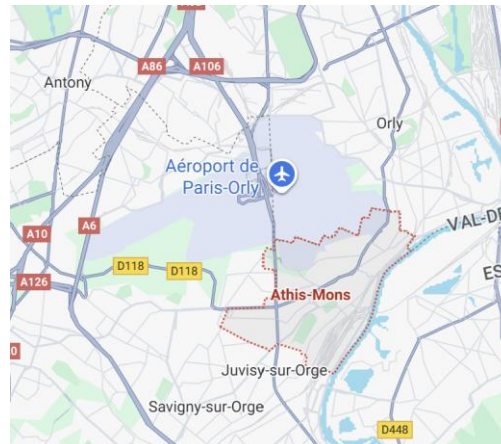 A86
A106
Antony
Orly
Aéroport de
Paris-Orly
A10
A6
VAL-DE
D118
D118
ES
A126
Athis-Mons
0
Juvisy-sur-Orge
Savigny-sur-Orge
D448